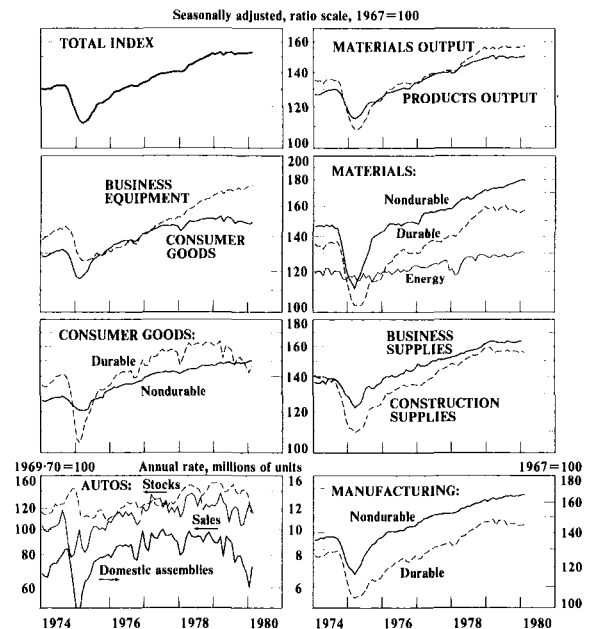 Seasonally adjusted, ratio scale, 1967=100
TOTAL INDEX
160
140
120
100
MATERIALS OUTPUT
PRODUCTS OUTPUT
BUSINESS
EQUIPMENT
CONSUMER
GOODS
200
180
160
140
120
100
MATERIALS:
Nondurable
Durable
Energy
CONSUMER GOODS:
Durable
Nondurable
180
160
140
120
100
BUSINESS
SUPPLIES
CONSTRUCTION
SUPPLIES
1969-70=100
Annual rate, millions of units
1967=100
160
140
120
100
80
60
AUTOS:
Stocks
Sales
Domestic assemblies
16
14
12
10
8
6
MANUFACTURING:
Nondurable
Durable
180
160
140
120
100
1974
1976
1978
1980
1974
1976
1978
1980